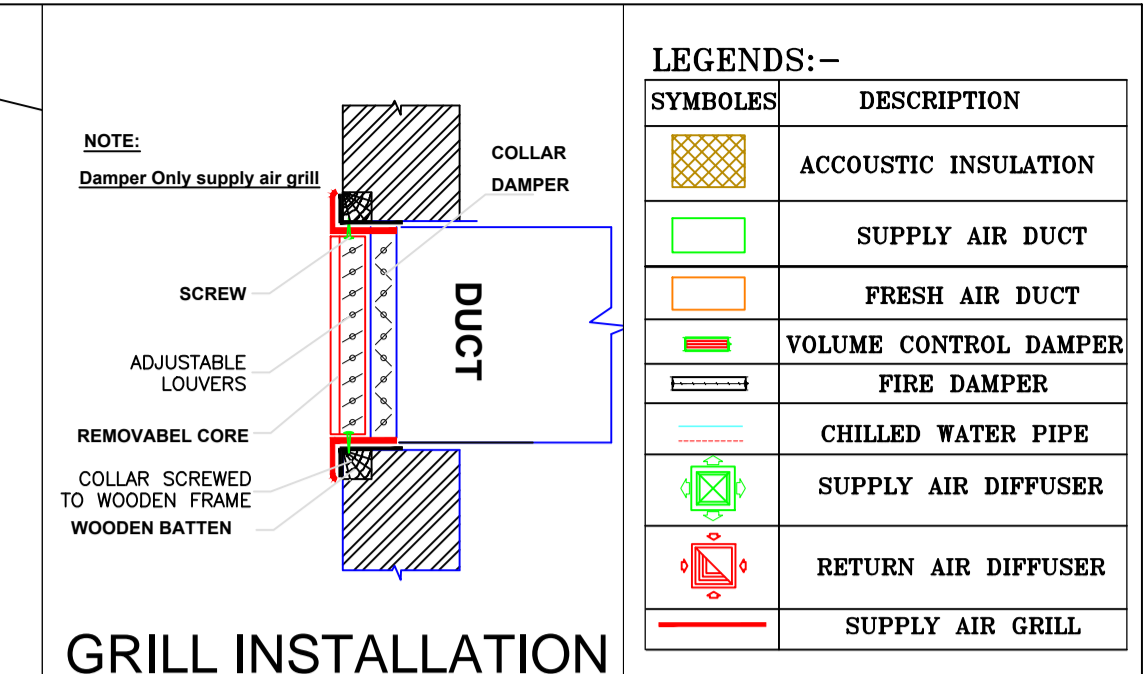 NOTE:
Damper Only supply air grill
COLLAR
DAMPER
SCREW
ADJUSTABLE
LOUVERS
REMOVABEL CORE
COLLAR SCREWED
TO WOODEN FRAME
WOODEN BATTEN
DUCT
GRILL INSTALLATION
LEGENDS:-
SYMBOLES DESCRIPTION
ACCOUSTIC INSULATION
SUPPLY AIR DUCT
FRESH AIR DUCT
VOLUME CONTROL DAMPER
FIRE DAMPER
CHILLED WATER PIPE
SUPPLY AIR DIFFUSER
RETURN AIR DIFFUSER
SUPPLY AIR GRILL